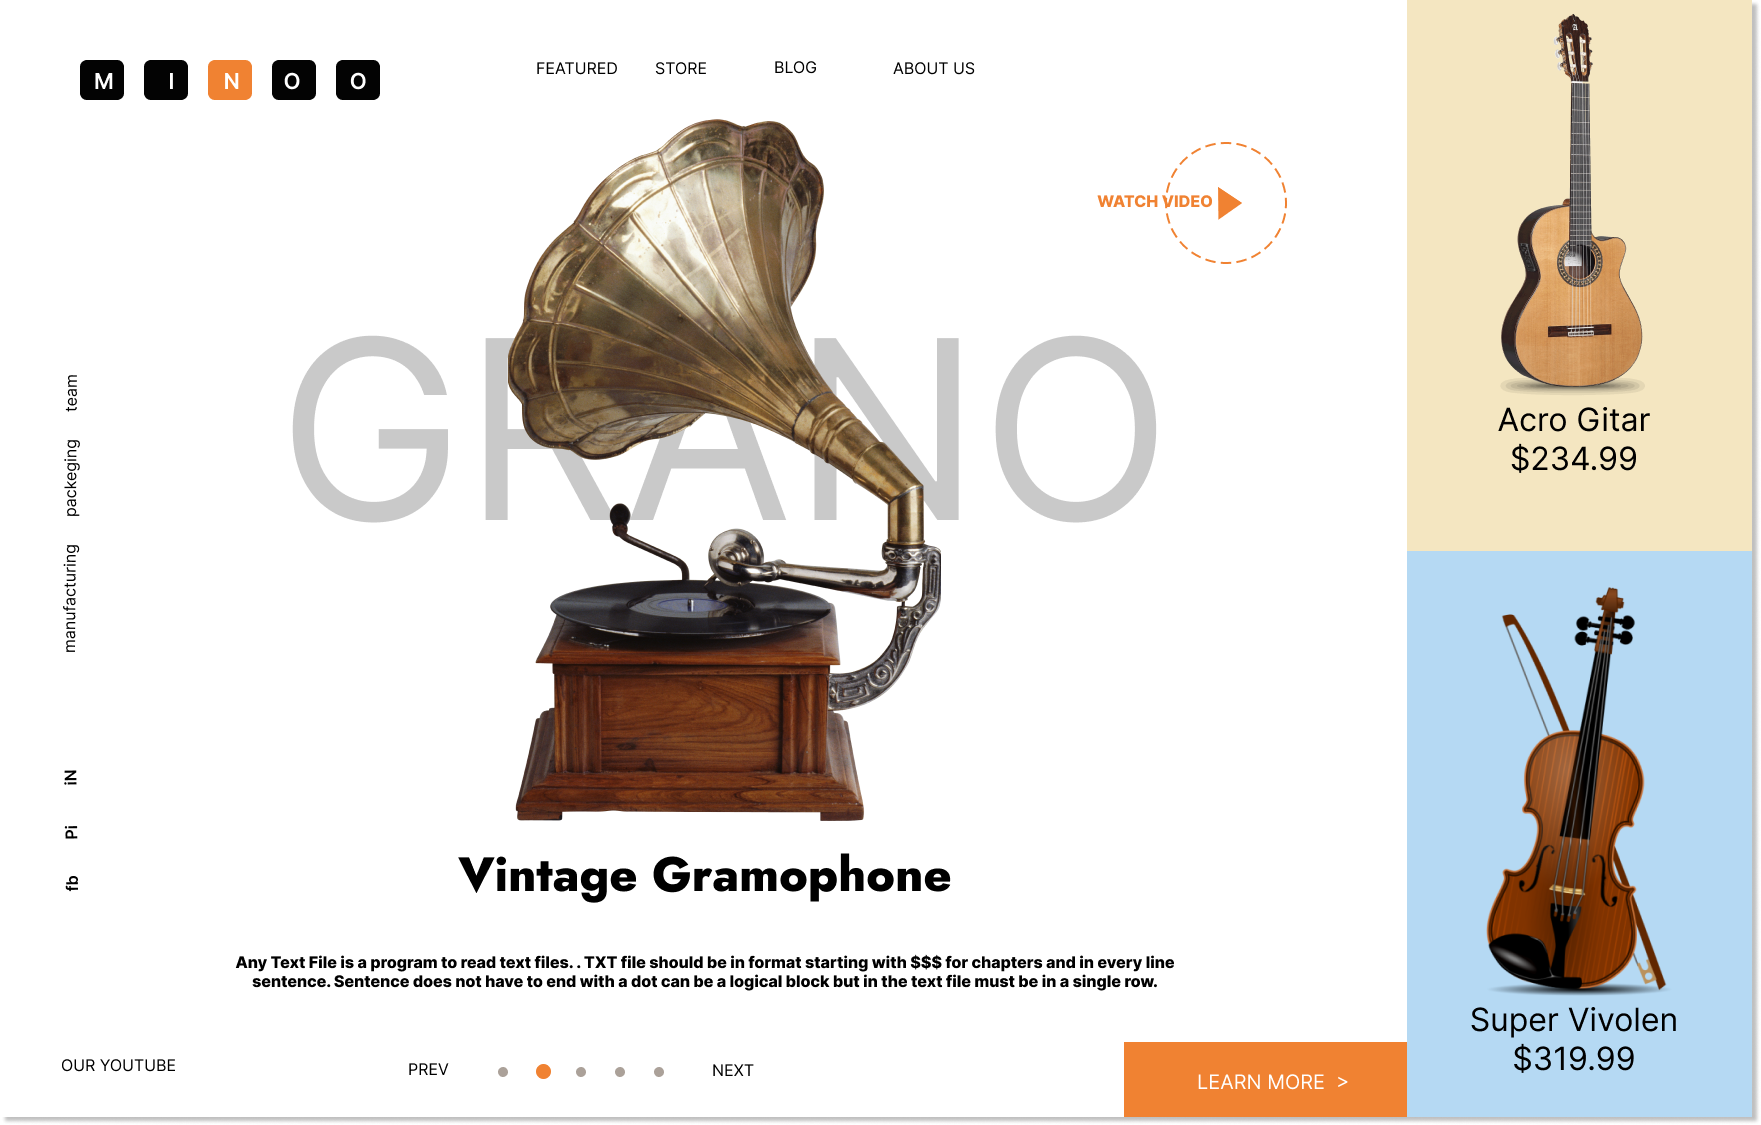 M I N O O
FEATURED
STORE
BLOG
ABOUT US
WATCH VIDEO
GRANO
team
packeging
manufacturing
iN
Pi
fb
Vintage Gramophone
Any Text File is a program to read text files. . TXT file should be in format starting with $$$ for chapters and in every line
sentence. Sentence does not have to end with a dot can be a logical block but in the text file must be in a single row.
OUR YOUTUBE
PREV
NEXT
LEARN MORE >
Acro Gitar
$234.99
Super Vivolen
$319.99